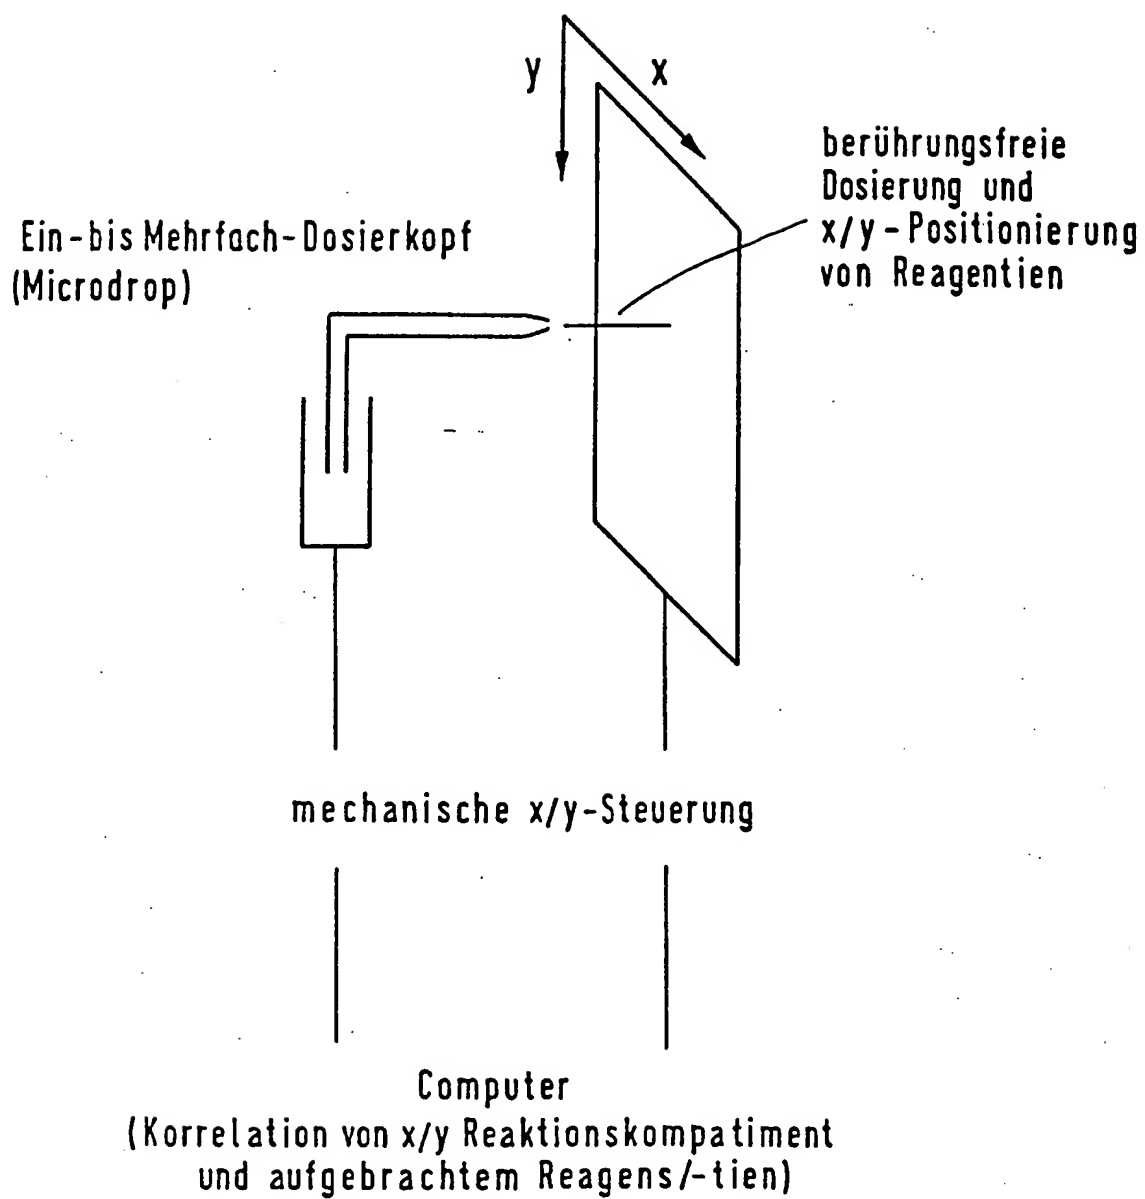 y
x
berührungsfreie
Dosierung und
x/y-Positionierung
von Reagentien
Ein-bis Mehrfach-Dosierkopf
(Microdrop)
mechanische x/y-Steuerung
Computer
(Korrelation von x/y Reaktionskompatiment
und aufgebrachtem Reagens/-tien)